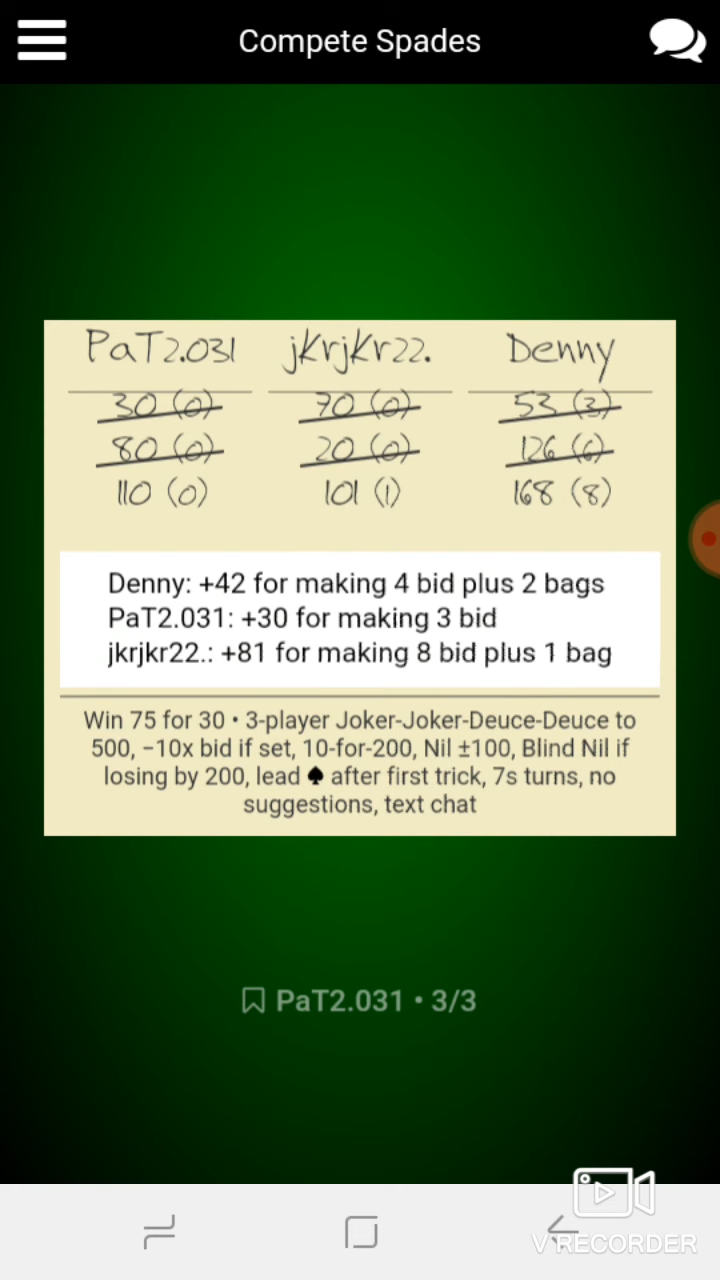 Compete Spades
PaT2.031 jkrjkr22. Denny
30 (0) 70 (0) 53 (3)
80 (0) 20 (0) 126 (6)
110 (0) 101 (1) 168 (8)
Denny: +42 for making 4 bid plus 2 bags
PaT2.031: +30 for making 3 bid
jkrjkr22.: +81 for making 8 bid plus 1 bag
Win 75 for 30 • 3-player Joker-Joker-Deuce-Deuce to
500, −10x bid if set, 10-for-200, Nil ±100, Blind Nil if
losing by 200, lead ♠ after first trick, 7s turns, no
suggestions, text chat
PaT2.031 • 3/3
V RECORDER